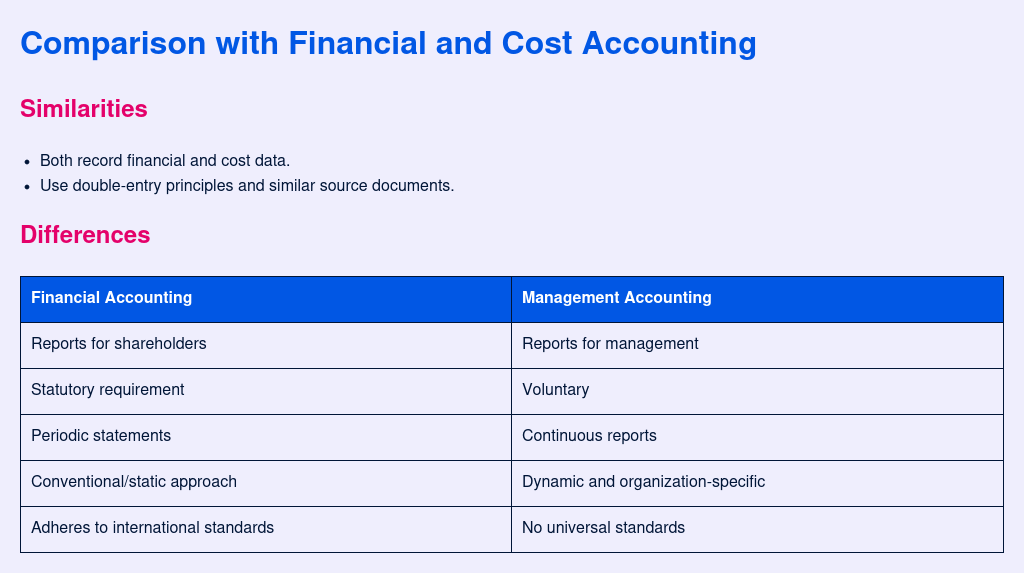 Comparison with Financial and Cost Accounting
Similarities
• Both record financial and cost data.
• Use double-entry principles and similar source documents.
Differences
Financial Accounting | Management Accounting
Reports for shareholders | Reports for management
Statutory requirement | Voluntary
Periodic statements | Continuous reports
Conventional/static approach | Dynamic and organization-specific
Adheres to international standards | No universal standards